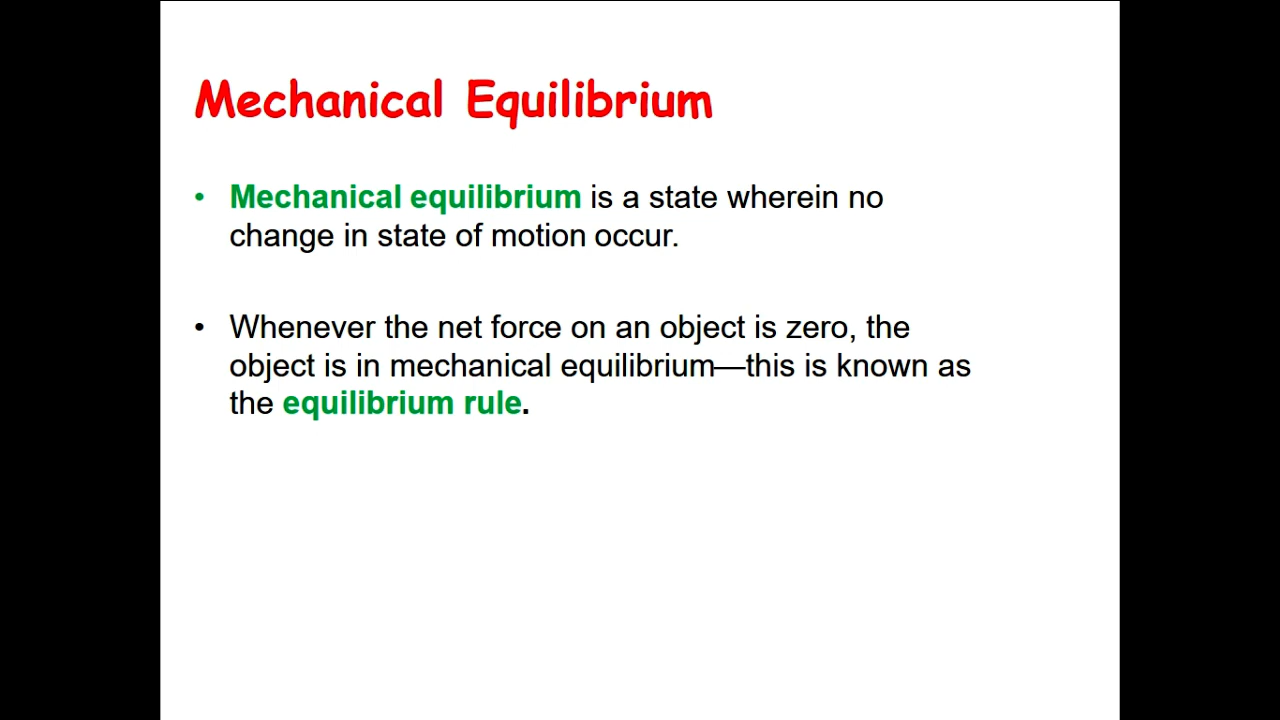 Mechanical Equilibrium
• Mechanical equilibrium is a state wherein no
change in state of motion occur.
• Whenever the net force on an object is zero, the
object is in mechanical equilibrium—this is known as
the equilibrium rule.